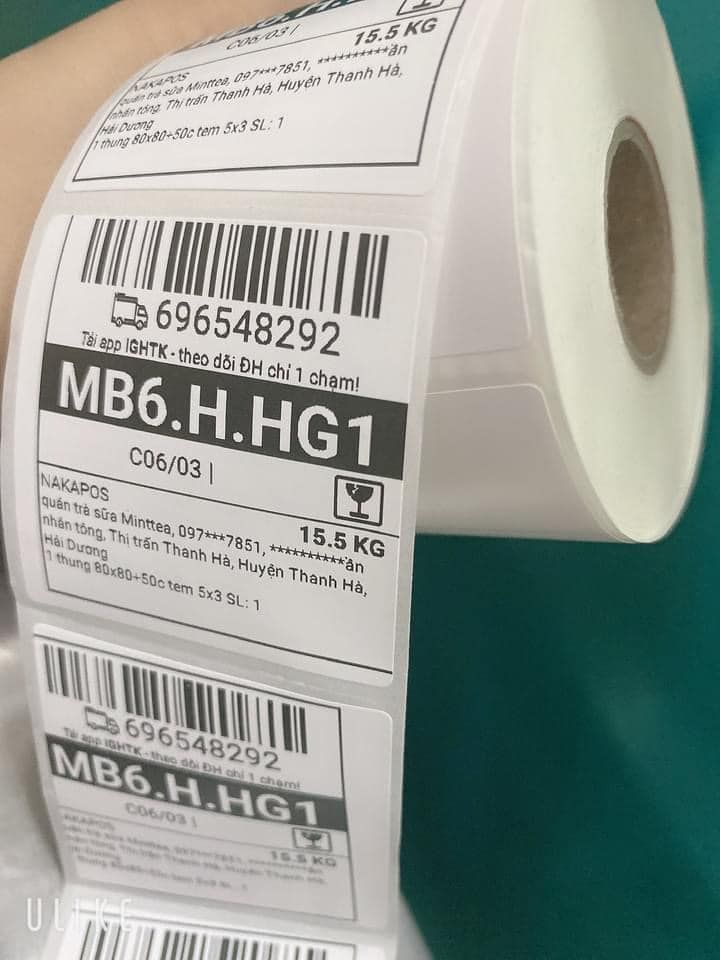 C06/03 |
15.5 KG
NAKAPOS
quán trà sữa Minttea, 097***7851, **********ân
nhân tông, Thị trấn Thanh Hà, Huyện Thanh Hà,
Hải Dương
1 thung 80x80+50c tem 5x3 SL: 1
696548292
Tải app IGHTK - theo dõi ĐH chỉ 1 chạm!
MB6.H.HG1
C06/03 |
15.5 KG
NAKAPOS
quán trà sữa Minttea, 097***7851, **********ân
nhân tông, Thị trấn Thanh Hà, Huyện Thanh Hà,
Hải Dương
1 thung 80x80+50c tem 5x3 SL: 1
696548292
Tải app IGHTK - theo dõi ĐH chỉ 1 chạm!
MB6.H.HG1
C06/03 |
15.5 KG
ULIKE